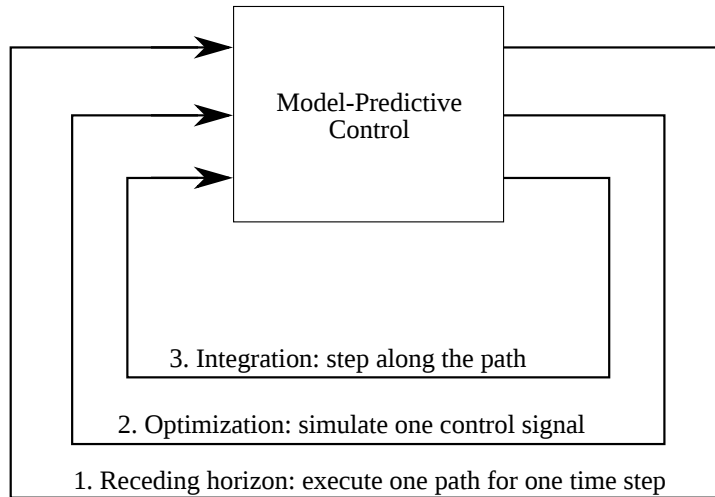 Model-Predictive
Control
3. Integration: step along the path
2. Optimization: simulate one control signal
1. Receding horizon: execute one path for one time step